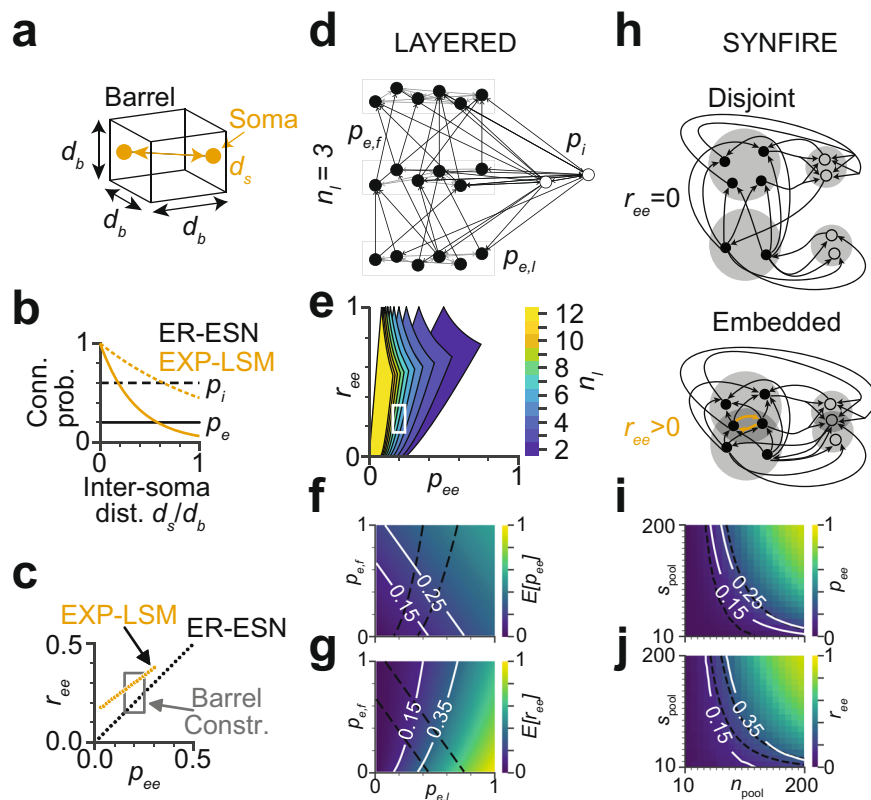 a
Barrel
Soma
d_b
d_s
d_b
d_b
b
1
ER-ESN
EXP-LSM
Conn.
prob.
p_i
p_e
0
0
1
Inter-soma
dist. d_s/d_b
c
EXP-LSM
ER-ESN
0.5
r_ee
Barrel
Constr.
0.0
0.0
0.5
p_ee
d
LAYERED
p_e,f
n_l = 3
p_i
p_e,l
e
1
r_ee
0
0
1
p_ee
12
10
8
6
4
2
n_l
f
1
p_e,f
0
0.15
0.25
1
0
E[p_ee]
g
1
p_e,f
0
0.15
0.35
0
1
p_e,l
1
0
E[r_ee]
h
SYNFIRE
Disjoint
r_ee=0
Embedded
r_ee>0
i
200
s_pool
10
0.15
0.25
1
0
p_ee
j
200
s_pool
10
0.15
0.35
10
200
n_pool
1
0
r_ee